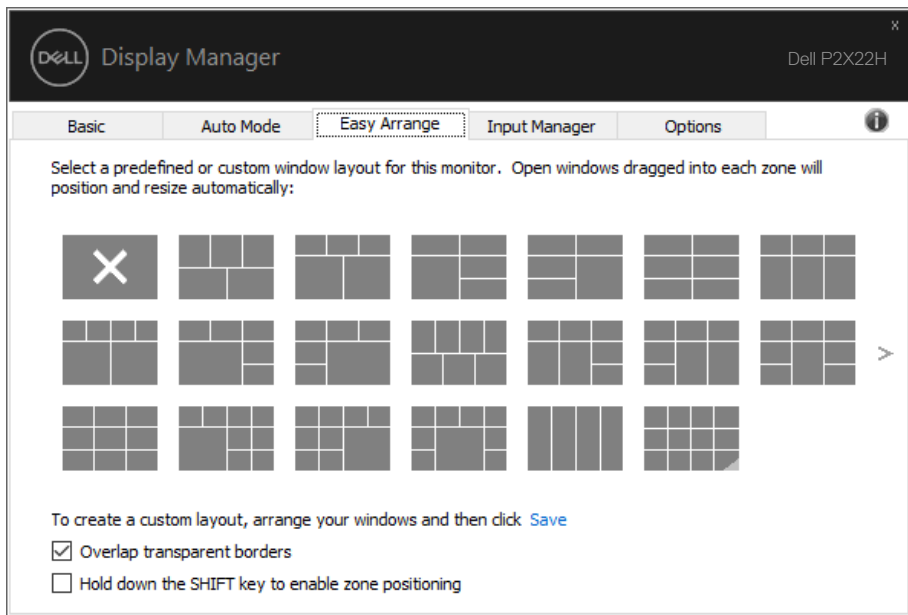 x
DELL Display Manager
Dell P2X22H
Basic Auto Mode Easy Arrange Input Manager Options
Select a predefined or custom window layout for this monitor.  Open windows dragged into each zone will
position and resize automatically:
>
To create a custom layout, arrange your windows and then click Save
Overlap transparent borders
Hold down the SHIFT key to enable zone positioning